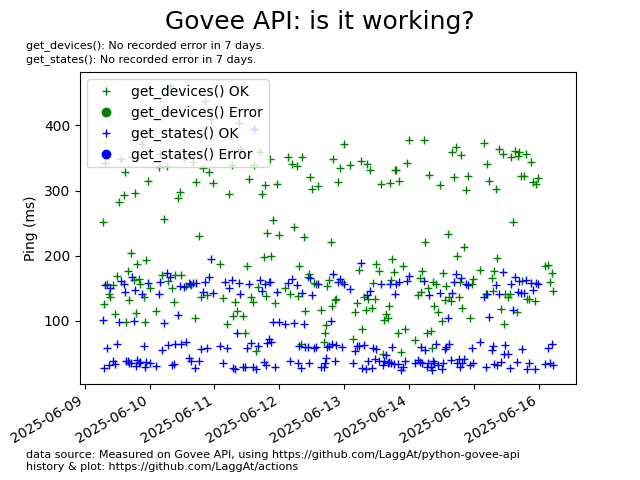 Govee API: is it working?
get_devices(): No recorded error in 7 days.
get_states(): No recorded error in 7 days.
get_devices() OK
get_devices() Error
get_states() OK
get_states() Error
Ping (ms)
400
300
200
100
2025-06-09
2025-06-10
2025-06-11
2025-06-12
2025-06-13
2025-06-14
2025-06-15
2025-06-16
data source: Measured on Govee API, using https://github.com/LaggAt/python-govee-api
history & plot: https://github.com/LaggAt/actions